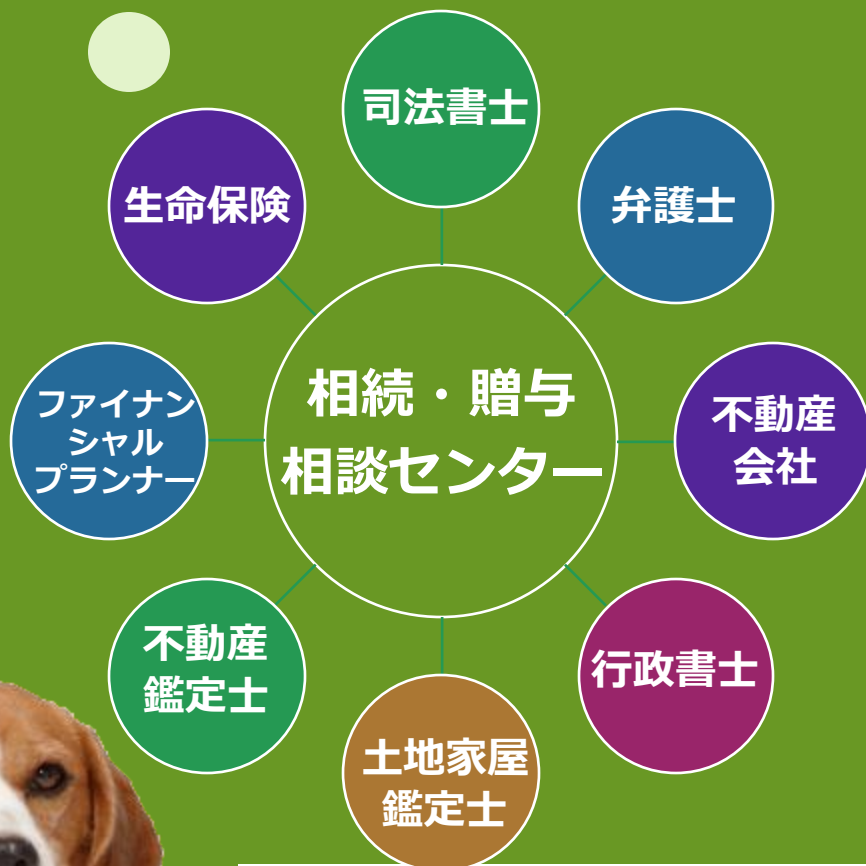 司法書士
生命保険
弁護士
相続・贈与
相談センター
ファイナン
シャル
プランナー
不動産
会社
不動産
鑑定士
行政書士
土地家屋
鑑定士